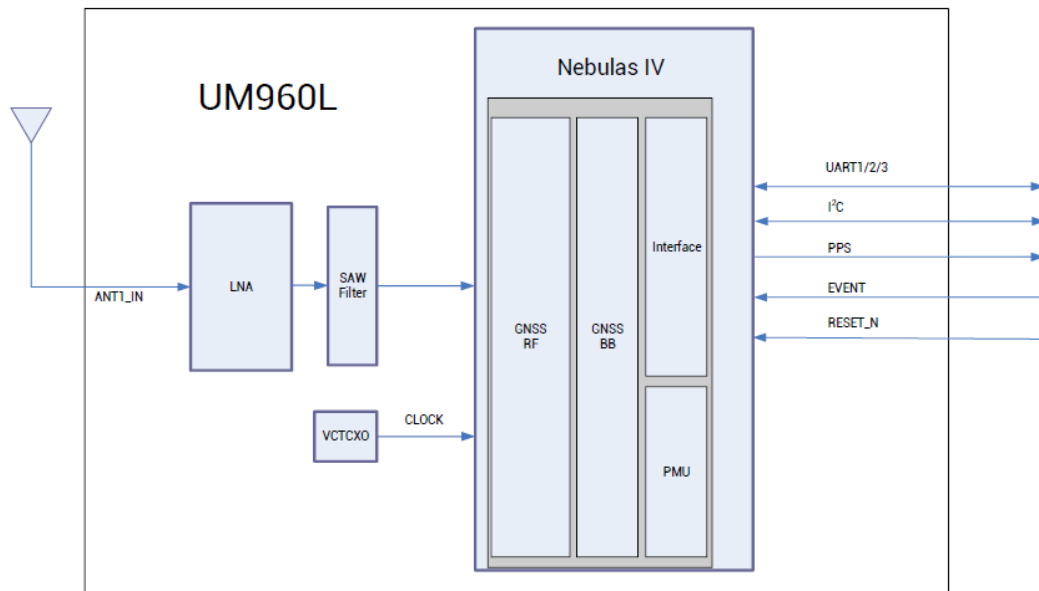 UM960L
Nebulas IV
ANT1_IN
LNA
SAW
Filter
VCTCXO
CLOCK
GNSS
RF
GNSS
BB
Interface
PMU
UART1/2/3
I²C
PPS
EVENT
RESET_N